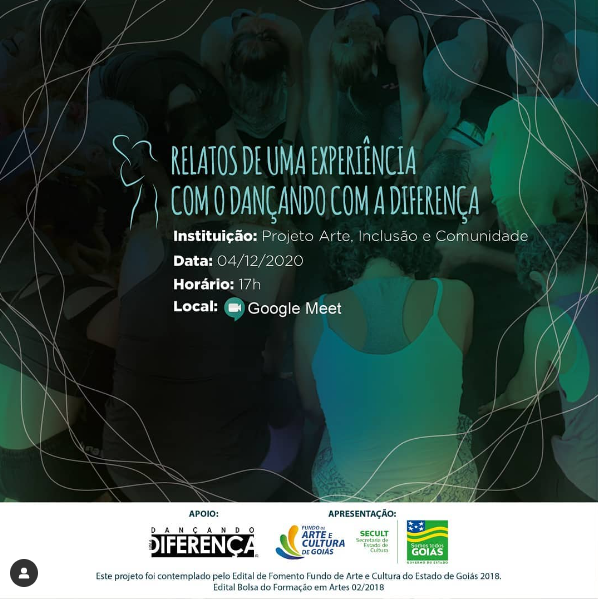 RELATOS DE UMA EXPERIÊNCIA
COM O DANÇANDO COM A DIFERENÇA
Instituição: Projeto Arte, Inclusão e Comunidade
Data: 04/12/2020
Horário: 17h
Local: Google Meet
APOIO:
DANÇANDO
DIFERENÇA
APRESENTAÇÃO:
FUNDO DE
ARTE E
CULTURA
DE GOIÁS
SECULT
Secretaria de
Estado de
Cultura
Somos todos
GOIÁS
GOVERNO DO ESTADO
Este projeto foi contemplado pelo Edital de Fomento Fundo de Arte e Cultura do Estado de Goiás 2018.
Edital Bolsa do Formação em Artes 02/2018